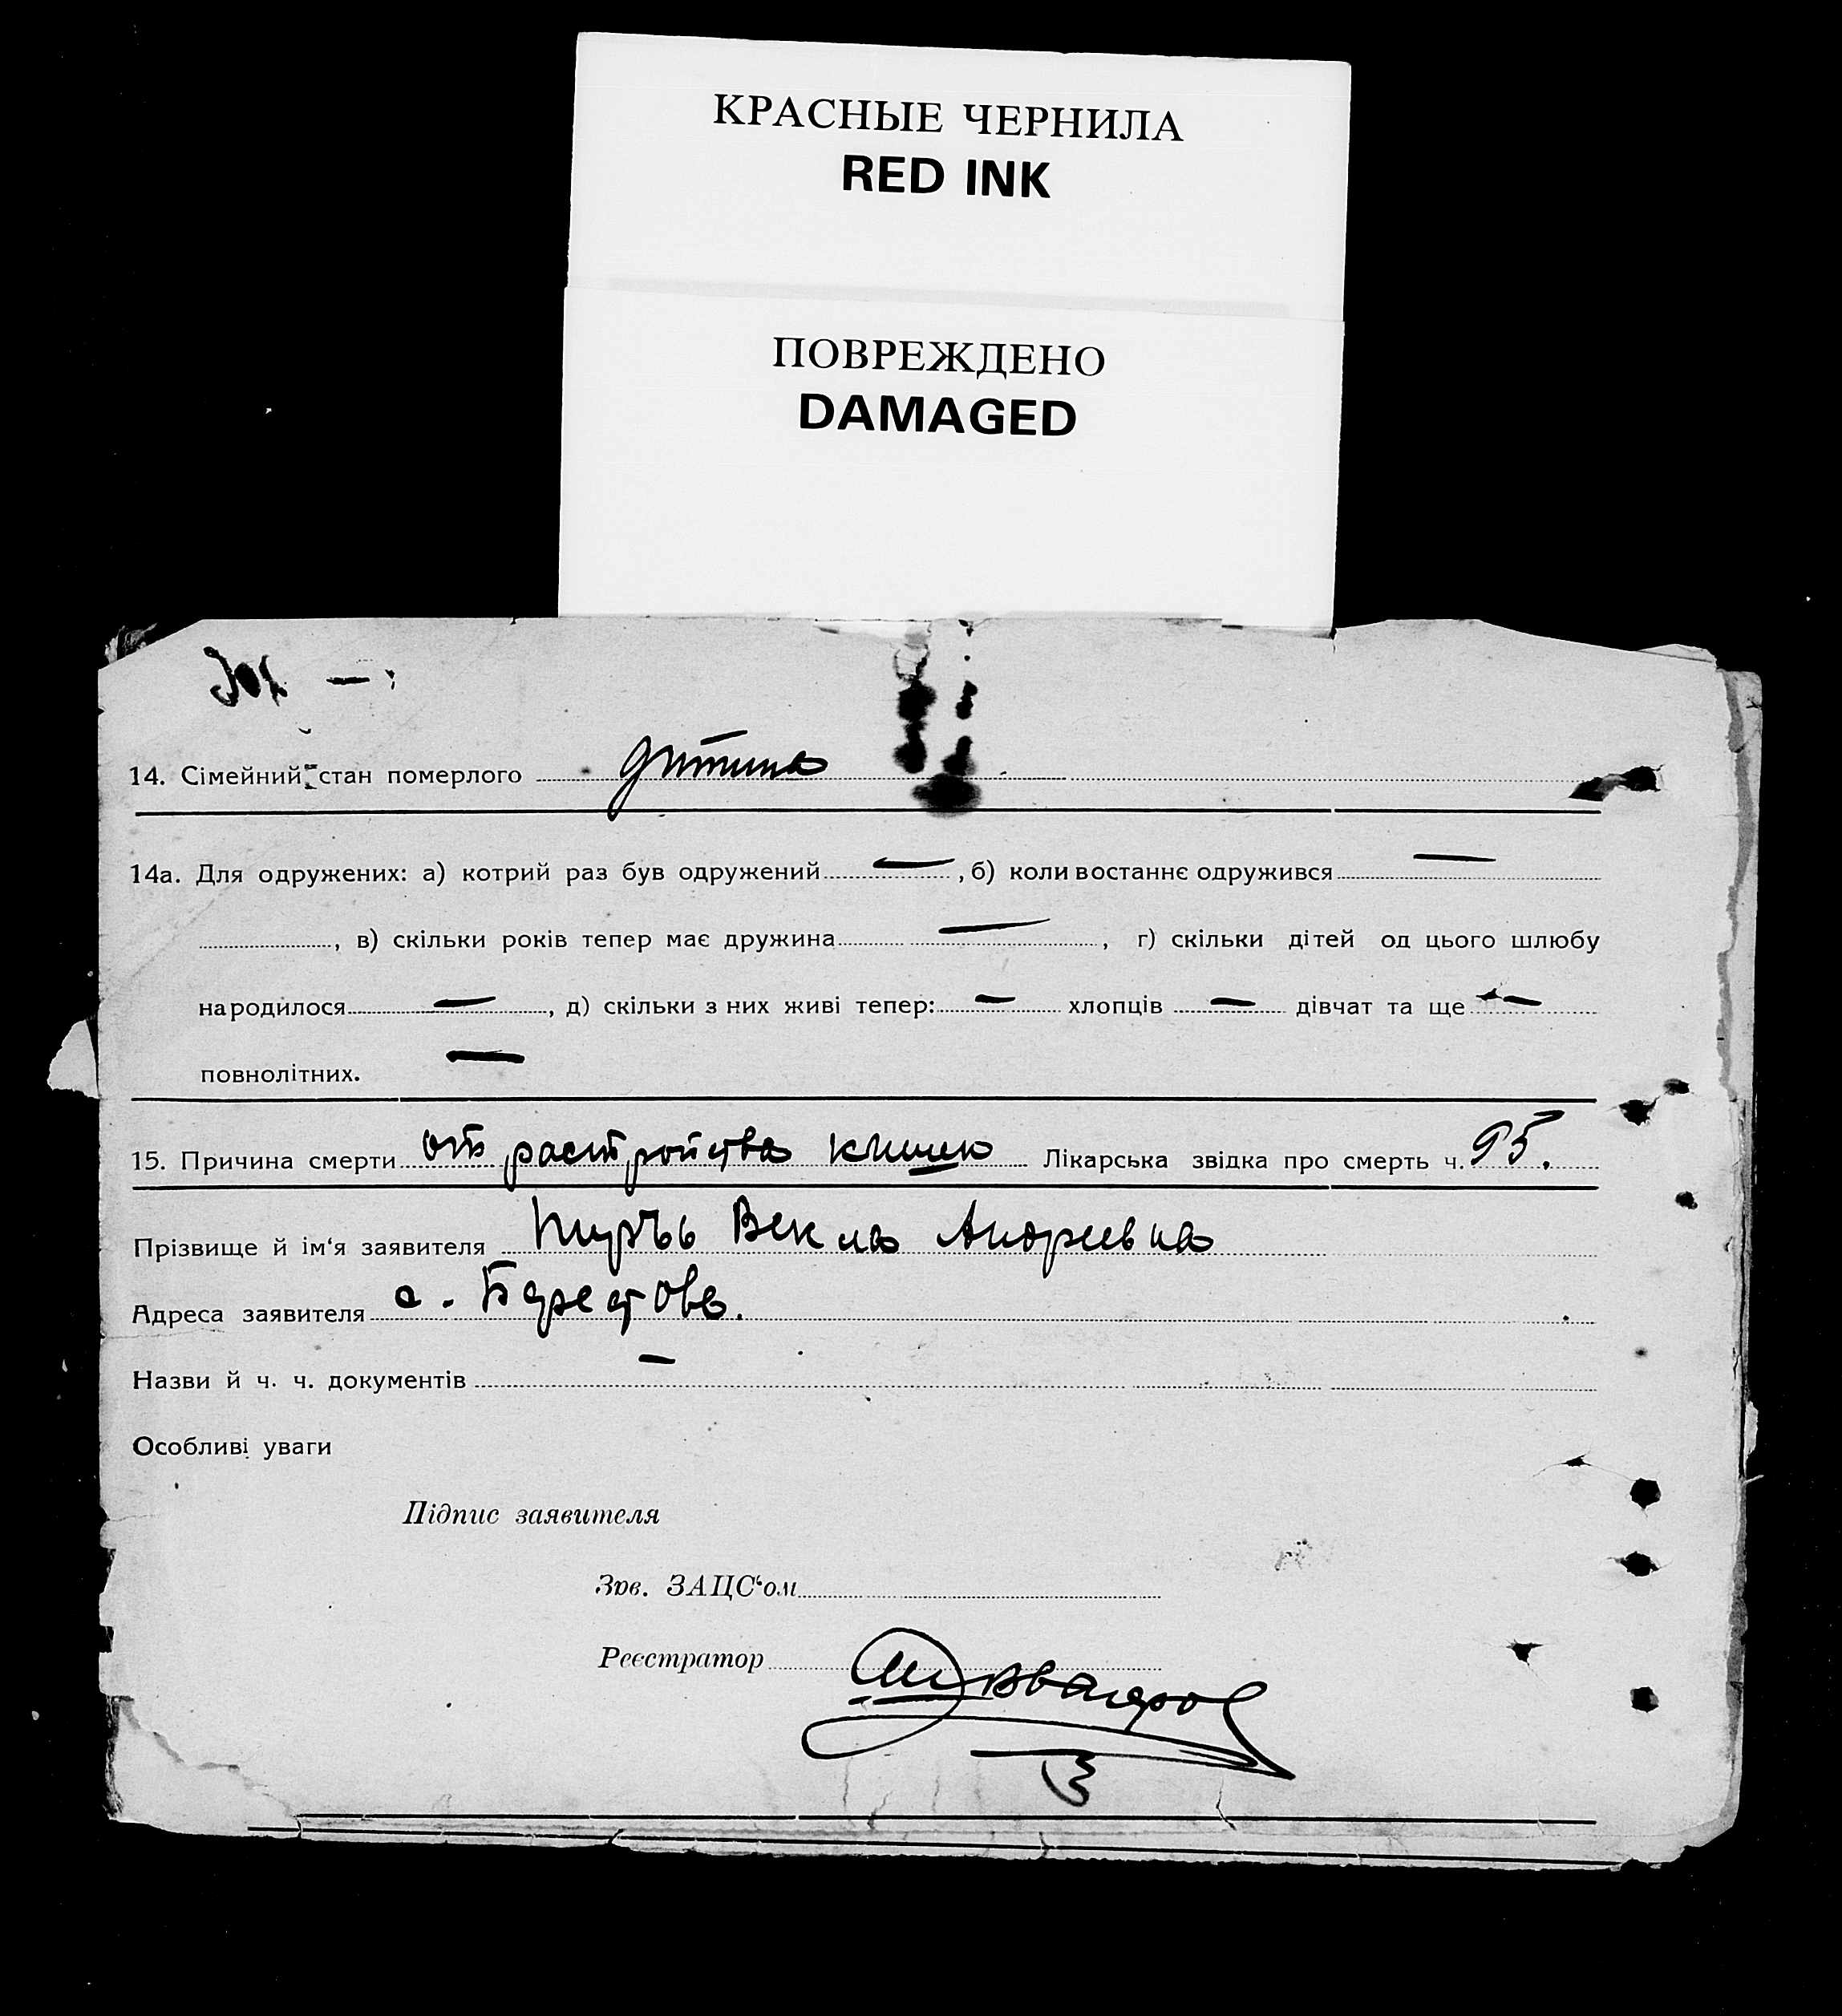 КРАСНЫЕ ЧЕРНИЛА
RED INK
ПОВРЕЖДЕНО
DAMAGED
14. Сімейний стан померлого дитина
14а. Для одружених: а) котрий раз був одружений — , б) коли востаннє одружився —
, в) скільки років тепер має дружина — , г) скільки дітей од цього шлюбу
народилося — , д) скільки з них живі тепер: — хлопців — дівчат та ще —
повнолітних. —
15. Причина смерти от растройства кишок Лікарська звідка про смерть ч. 95.
Прізвище й ім‘я заявителя Векла Андреевна
Адреса заявителя с. Берестове.
Назви й ч. ч. документів —
Особливі уваги
Підпис заявителя
Зав. ЗАЦС‘ом
Реєстратор